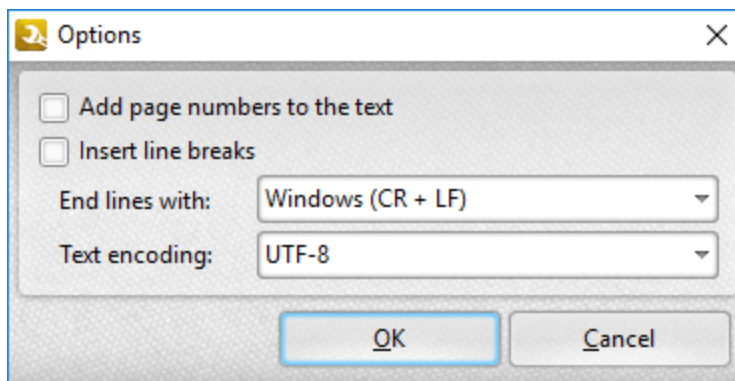 Options
Add page numbers to the text
Insert line breaks
End lines with: Windows (CR + LF)
Text encoding: UTF-8
OK Cancel